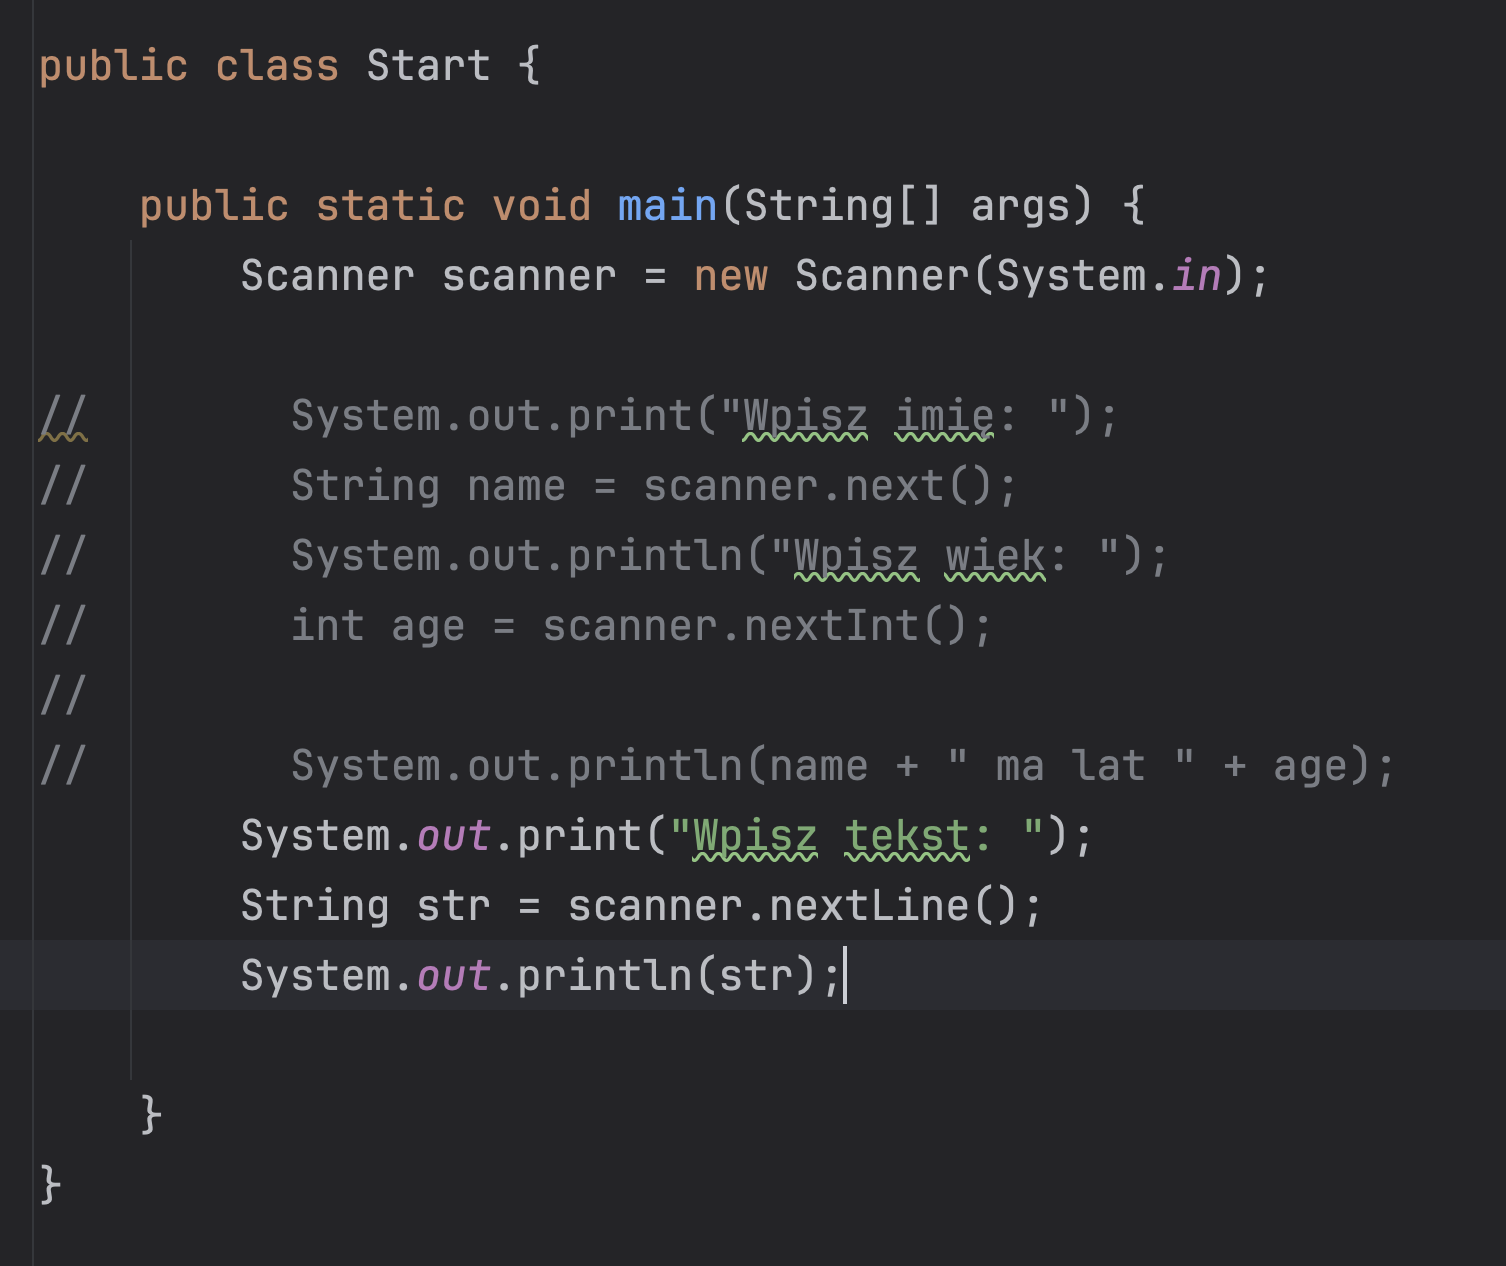 public class Start {
public static void main(String[] args) {
Scanner scanner = new Scanner(System.in);
// System.out.print("Wpisz imię: ");
// String name = scanner.next();
// System.out.println("Wpisz wiek: ");
// int age = scanner.nextInt();
//
// System.out.println(name + " ma lat " + age);
System.out.print("Wpisz tekst: ");
String str = scanner.nextLine();
System.out.println(str);
}
}